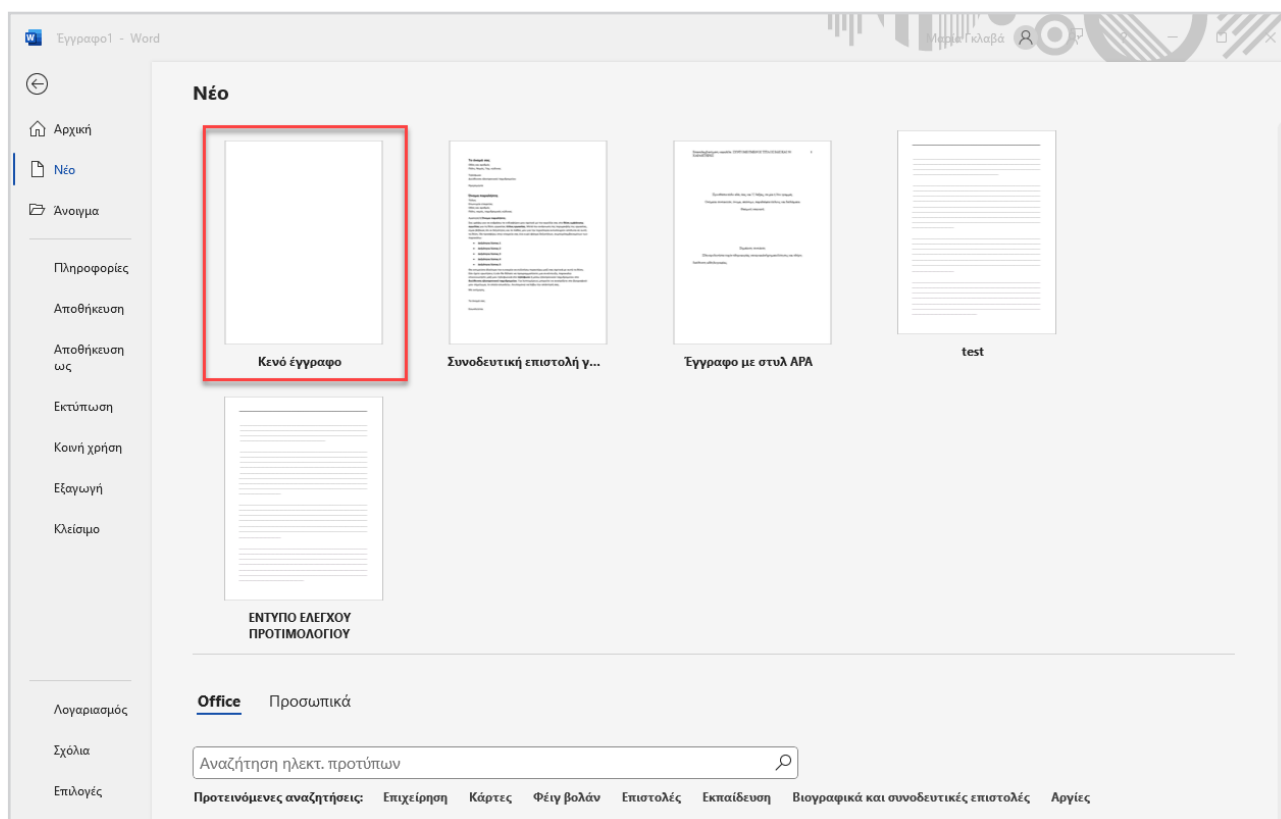 Έγγραφο1 - Word
Μαρία Γκλαβά
Νέο
Αρχική
Νέο
Άνοιγμα
Πληροφορίες
Αποθήκευση
Αποθήκευση
ως
Εκτύπωση
Κοινή χρήση
Εξαγωγή
Κλείσιμο
Κενό έγγραφο
Συνοδευτική επιστολή γ...
Έγγραφο με στυλ APA
test
ΕΝΤΥΠΟ ΕΛΕΓΧΟΥ
ΠΡΟΤΙΜΟΛΟΓΙΟΥ
Λογαριασμός
Σχόλια
Επιλογές
Office Προσωπικά
Αναζήτηση ηλεκτ. προτύπων
Προτεινόμενες αναζητήσεις: Επιχείρηση Κάρτες Φέιγ βολάν Επιστολές Εκπαίδευση Βιογραφικά και συνοδευτικές επιστολές Αργίες